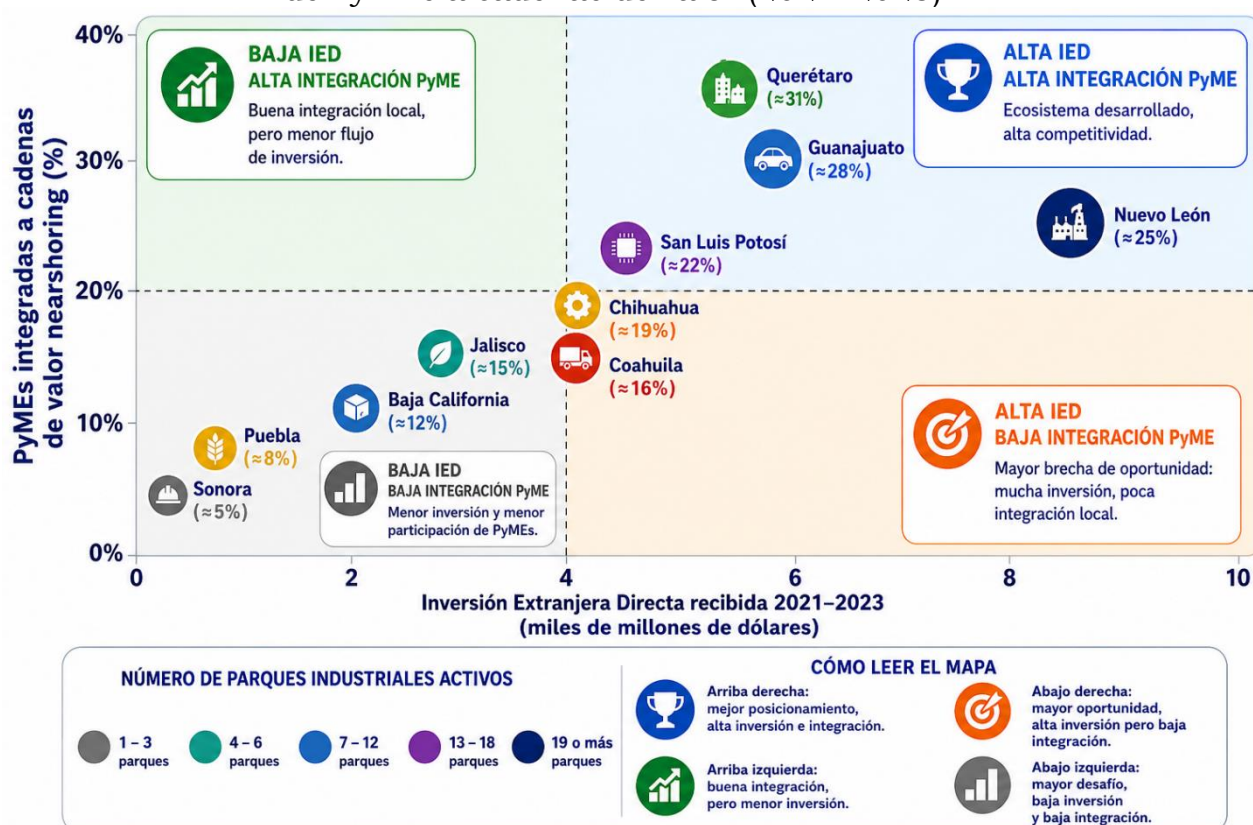 40%
30%
20%
10%
0%
PyMEs integradas a cadenas
de valor nearshoring (%)
BAJA IED
ALTA INTEGRACIÓN PyME
Buena integración local,
pero menor flujo
de inversión.
ALTA IED
ALTA INTEGRACIÓN PyME
Ecosistema desarrollado,
alta competitividad.
Querétaro
(≈31%)
Guanajuato
(≈28%)
Nuevo León
(≈25%)
San Luis Potosí
(≈22%)
Chihuahua
(≈19%)
Coahuila
(≈16%)
Jalisco
(≈15%)
Baja California
(≈12%)
Puebla
(≈8%)
Sonora
(≈5%)
BAJA IED
BAJA INTEGRACIÓN PyME
Menor inversión y menor
participación de PyMEs.
ALTA IED
BAJA INTEGRACIÓN PyME
Mayor brecha de oportunidad:
mucha inversión, poca
integración local.
0
2
4
6
8
10
Inversión Extranjera Directa recibida 2021–2023
(miles de millones de dólares)
NÚMERO DE PARQUES INDUSTRIALES ACTIVOS
1 – 3
parques
4 – 6
parques
7 – 12
parques
13 – 18
parques
19 o más
parques
CÓMO LEER EL MAPA
Arriba derecha:
mejor posicionamiento,
alta inversión e integración.
Arriba izquierda:
buena integración,
pero menor inversión.
Abajo derecha:
mayor oportunidad,
alta inversión pero baja
integración.
Abajo izquierda:
mayor desafío,
baja inversión
y baja integración.